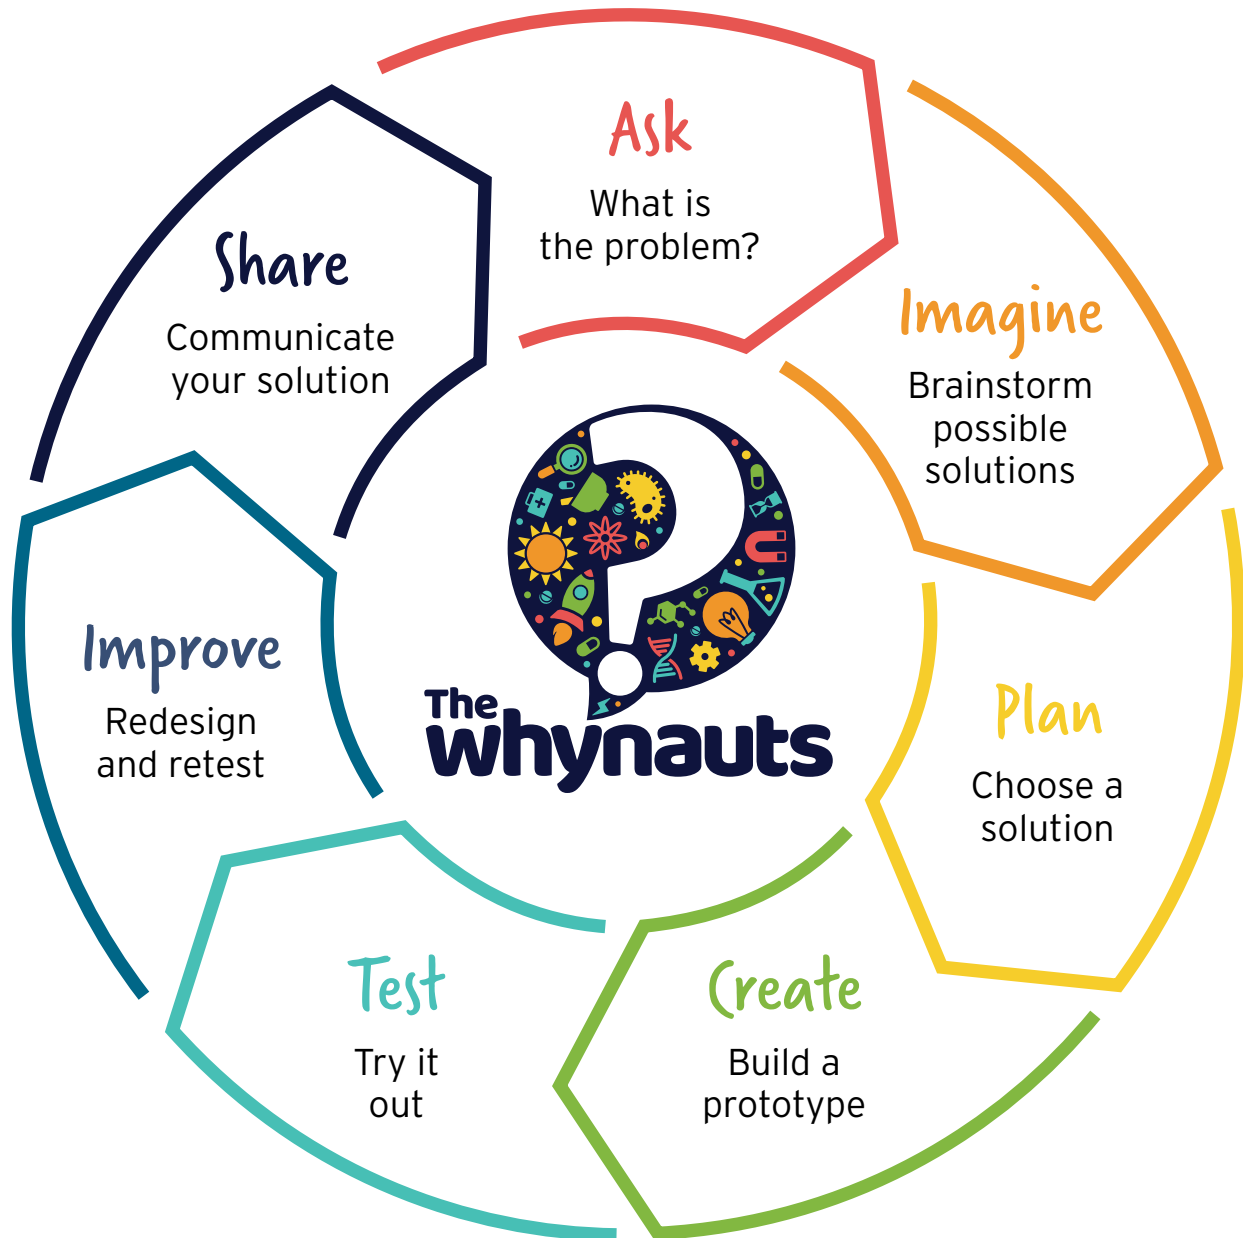 Ask
What is
the problem?
Imagine
Brainstorm
possible
solutions
Plan
Choose a
solution
Create
Build a
prototype
Test
Try it
out
Improve
Redesign
and retest
Share
Communicate
your solution
The
whynauts